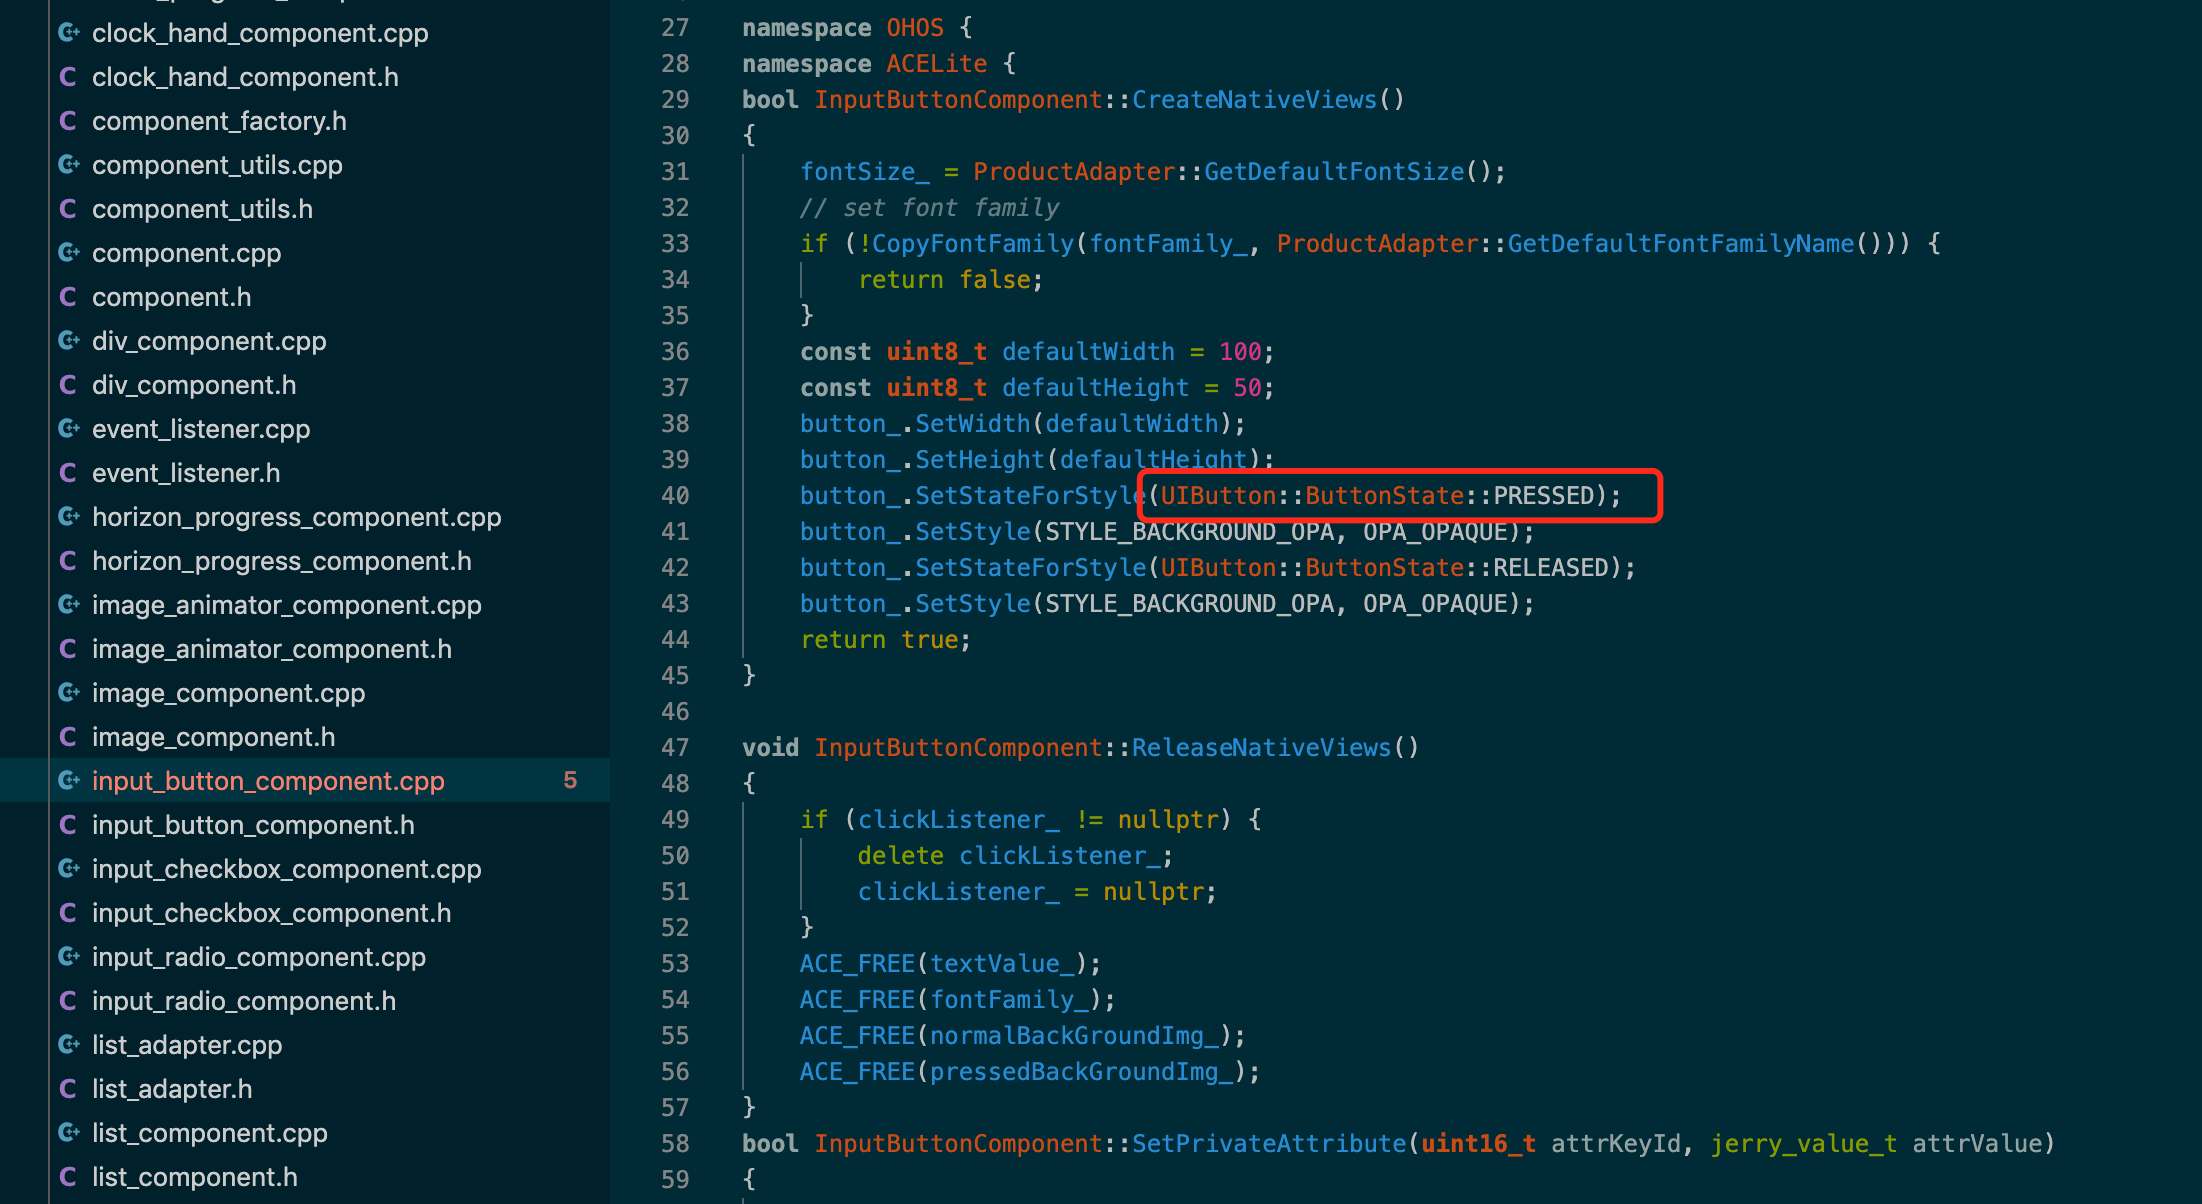 clock_hand_component.cpp
clock_hand_component.h
component_factory.h
component_utils.cpp
component_utils.h
component.cpp
component.h
div_component.cpp
div_component.h
event_listener.cpp
event_listener.h
horizon_progress_component.cpp
horizon_progress_component.h
image_animator_component.cpp
image_animator_component.h
image_component.cpp
image_component.h
input_button_component.cpp 5
input_button_component.h
input_checkbox_component.cpp
input_checkbox_component.h
input_radio_component.cpp
input_radio_component.h
list_adapter.cpp
list_adapter.h
list_component.cpp
list_component.h
27 namespace OHOS {
28 namespace ACELite {
29 bool InputButtonComponent::CreateNativeViews()
30 {
31     fontSize_ = ProductAdapter::GetDefaultFontSize();
32     // set font family
33     if (!CopyFontFamily(fontFamily_, ProductAdapter::GetDefaultFontFamilyName())) {
34         return false;
35     }
36     const uint8_t defaultWidth = 100;
37     const uint8_t defaultHeight = 50;
38     button_.SetWidth(defaultWidth);
39     button_.SetHeight(defaultHeight);
40     button_.SetStateForStyle(UIButton::ButtonState::PRESSED);
41     button_.SetStyle(STYLE_BACKGROUND_OPA, OPA_OPAQUE);
42     button_.SetStateForStyle(UIButton::ButtonState::RELEASED);
43     button_.SetStyle(STYLE_BACKGROUND_OPA, OPA_OPAQUE);
44     return true;
45 }
46
47 void InputButtonComponent::ReleaseNativeViews()
48 {
49     if (clickListener_ != nullptr) {
50         delete clickListener_;
51         clickListener_ = nullptr;
52     }
53     ACE_FREE(textValue_);
54     ACE_FREE(fontFamily_);
55     ACE_FREE(normalBackGroundImg_);
56     ACE_FREE(pressedBackGroundImg_);
57 }
58 bool InputButtonComponent::SetPrivateAttribute(uint16_t attrKeyId, jerry_value_t attrValue)
59 {